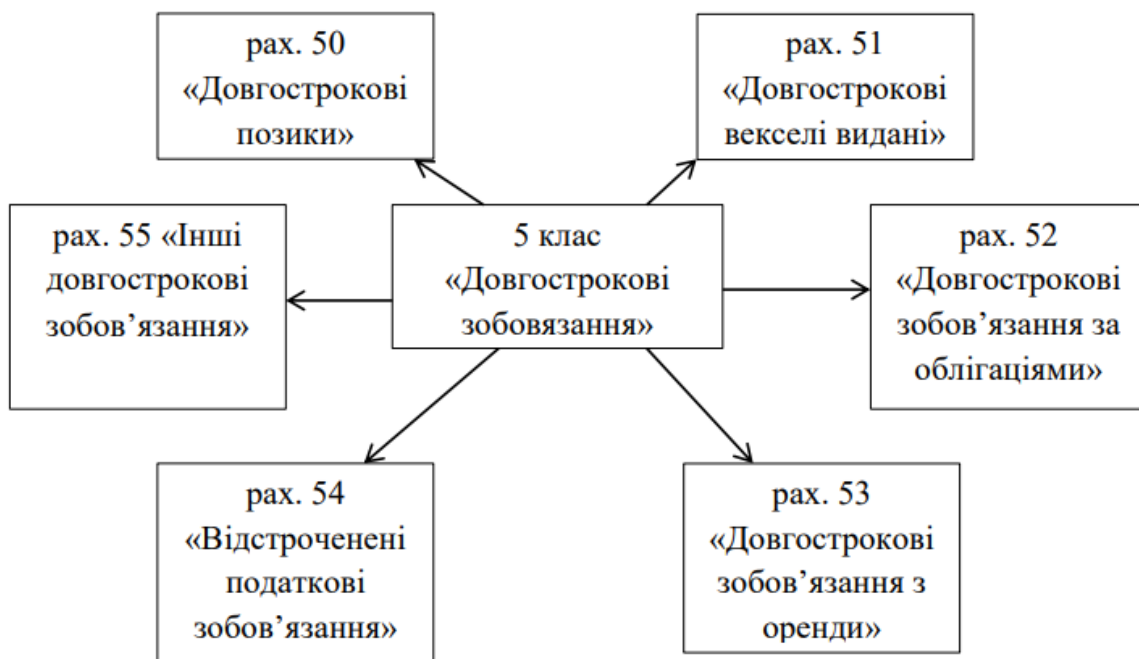 рах. 50
«Довгострокові
позики»
рах. 51
«Довгострокові
векселі видані»
рах. 55 «Інші
довгострокові
зобов’язання»
5 клас
«Довгострокові
зобовязання»
рах. 52
«Довгострокові
зобов’язання за
облігаціями»
рах. 54
«Відстроченені
податкові
зобов’язання»
рах. 53
«Довгострокові
зобов’язання з
оренди»